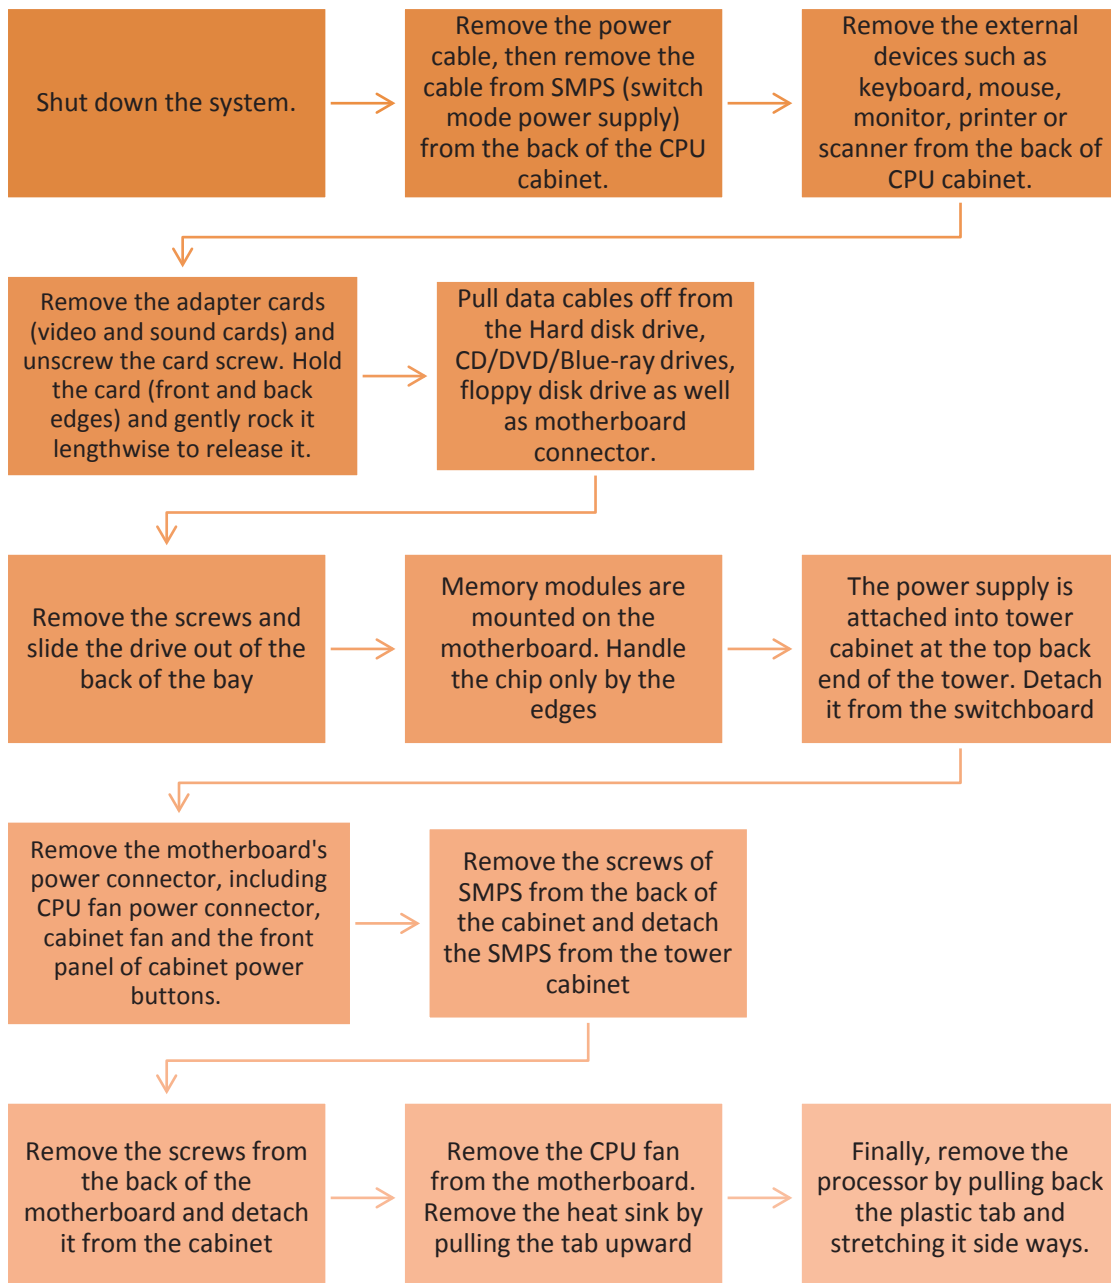 Shut down the system.
Remove the power
cable, then remove the
cable from SMPS (switch
mode power supply)
from the back of the CPU
cabinet.
Remove the external
devices such as
keyboard, mouse,
monitor, printer or
scanner from the back of
CPU cabinet.
Remove the adapter cards
(video and sound cards) and
unscrew the card screw. Hold
the card (front and back
edges) and gently rock it
lengthwise to release it.
Pull data cables off from
the Hard disk drive,
CD/DVD/Blue-ray drives,
floppy disk drive as well
as motherboard
connector.
Remove the screws and
slide the drive out of the
back of the bay
Memory modules are
mounted on the
motherboard. Handle
the chip only by the
edges
The power supply is
attached into tower
cabinet at the top back
end of the tower. Detach
it from the switchboard
Remove the motherboard's
power connector, including
CPU fan power connector,
cabinet fan and the front
panel of cabinet power
buttons.
Remove the screws of
SMPS from the back of
the cabinet and detach
the SMPS from the tower
cabinet
Remove the screws from
the back of the
motherboard and detach
it from the cabinet
Remove the CPU fan
from the motherboard.
Remove the heat sink by
pulling the tab upward
Finally, remove the
processor by pulling back
the plastic tab and
stretching it side ways.